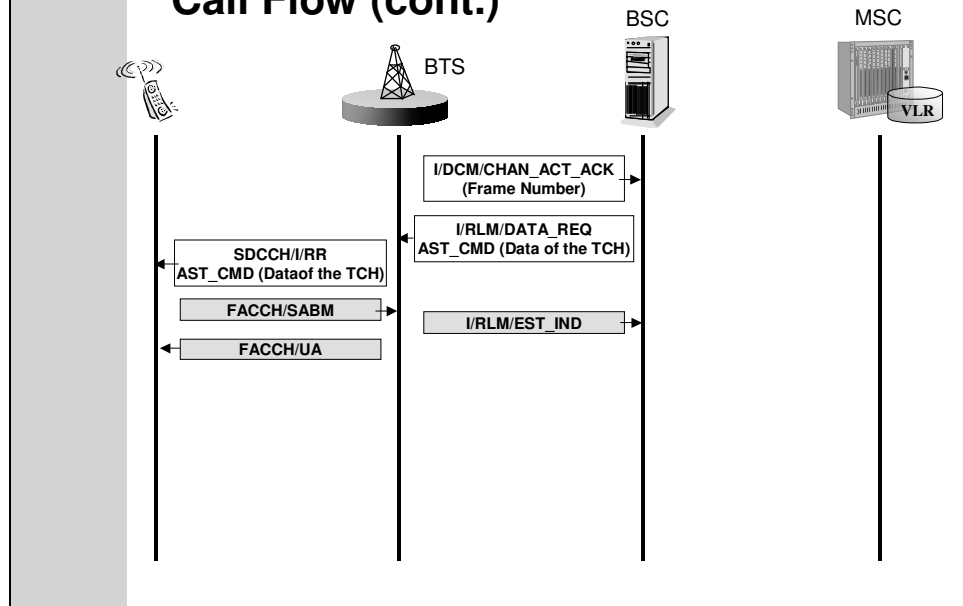 Call Flow (cont.)
BSC
MSC
BTS
VLR
I/DCM/CHAN_ACT_ACK
(Frame Number)
I/RLM/DATA_REQ
AST_CMD (Data of the TCH)
SDCCH/I/RR
AST_CMD (Dataof the TCH)
FACCH/SABM
I/RLM/EST_IND
FACCH/UA